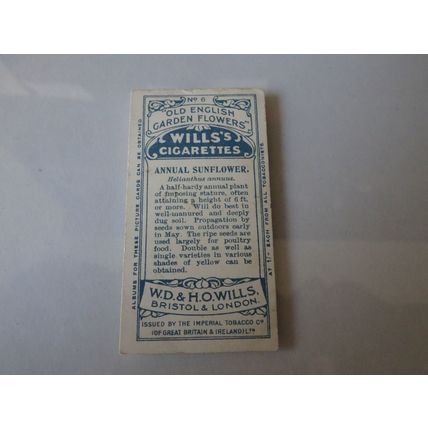 No 6
"OLD ENGLISH
GARDEN FLOWERS"
WILLS'S
CIGARETTES
ANNUAL SUNFLOWER.
Helianthus annuus.
A half-hardy annual plant
of imposing stature, often
attaining a height of 6 ft.
or more. Will do best in
well-manured and deeply
dug soil. Propagation by
seeds sown outdoors early
in May. The ripe seeds are
used largely for poultry
food. Double as well as
single varieties in various
shades of yellow can be
obtained.
W.D. & H.O. WILLS.
BRISTOL & LONDON.
ISSUED BY THE IMPERIAL TOBACCO Co
(OF GREAT BRITAIN & IRELAND) LTD
ALBUMS FOR THESE PICTURE CARDS CAN BE OBTAINED
AT 1/- EACH FROM ALL TOBACCONISTS